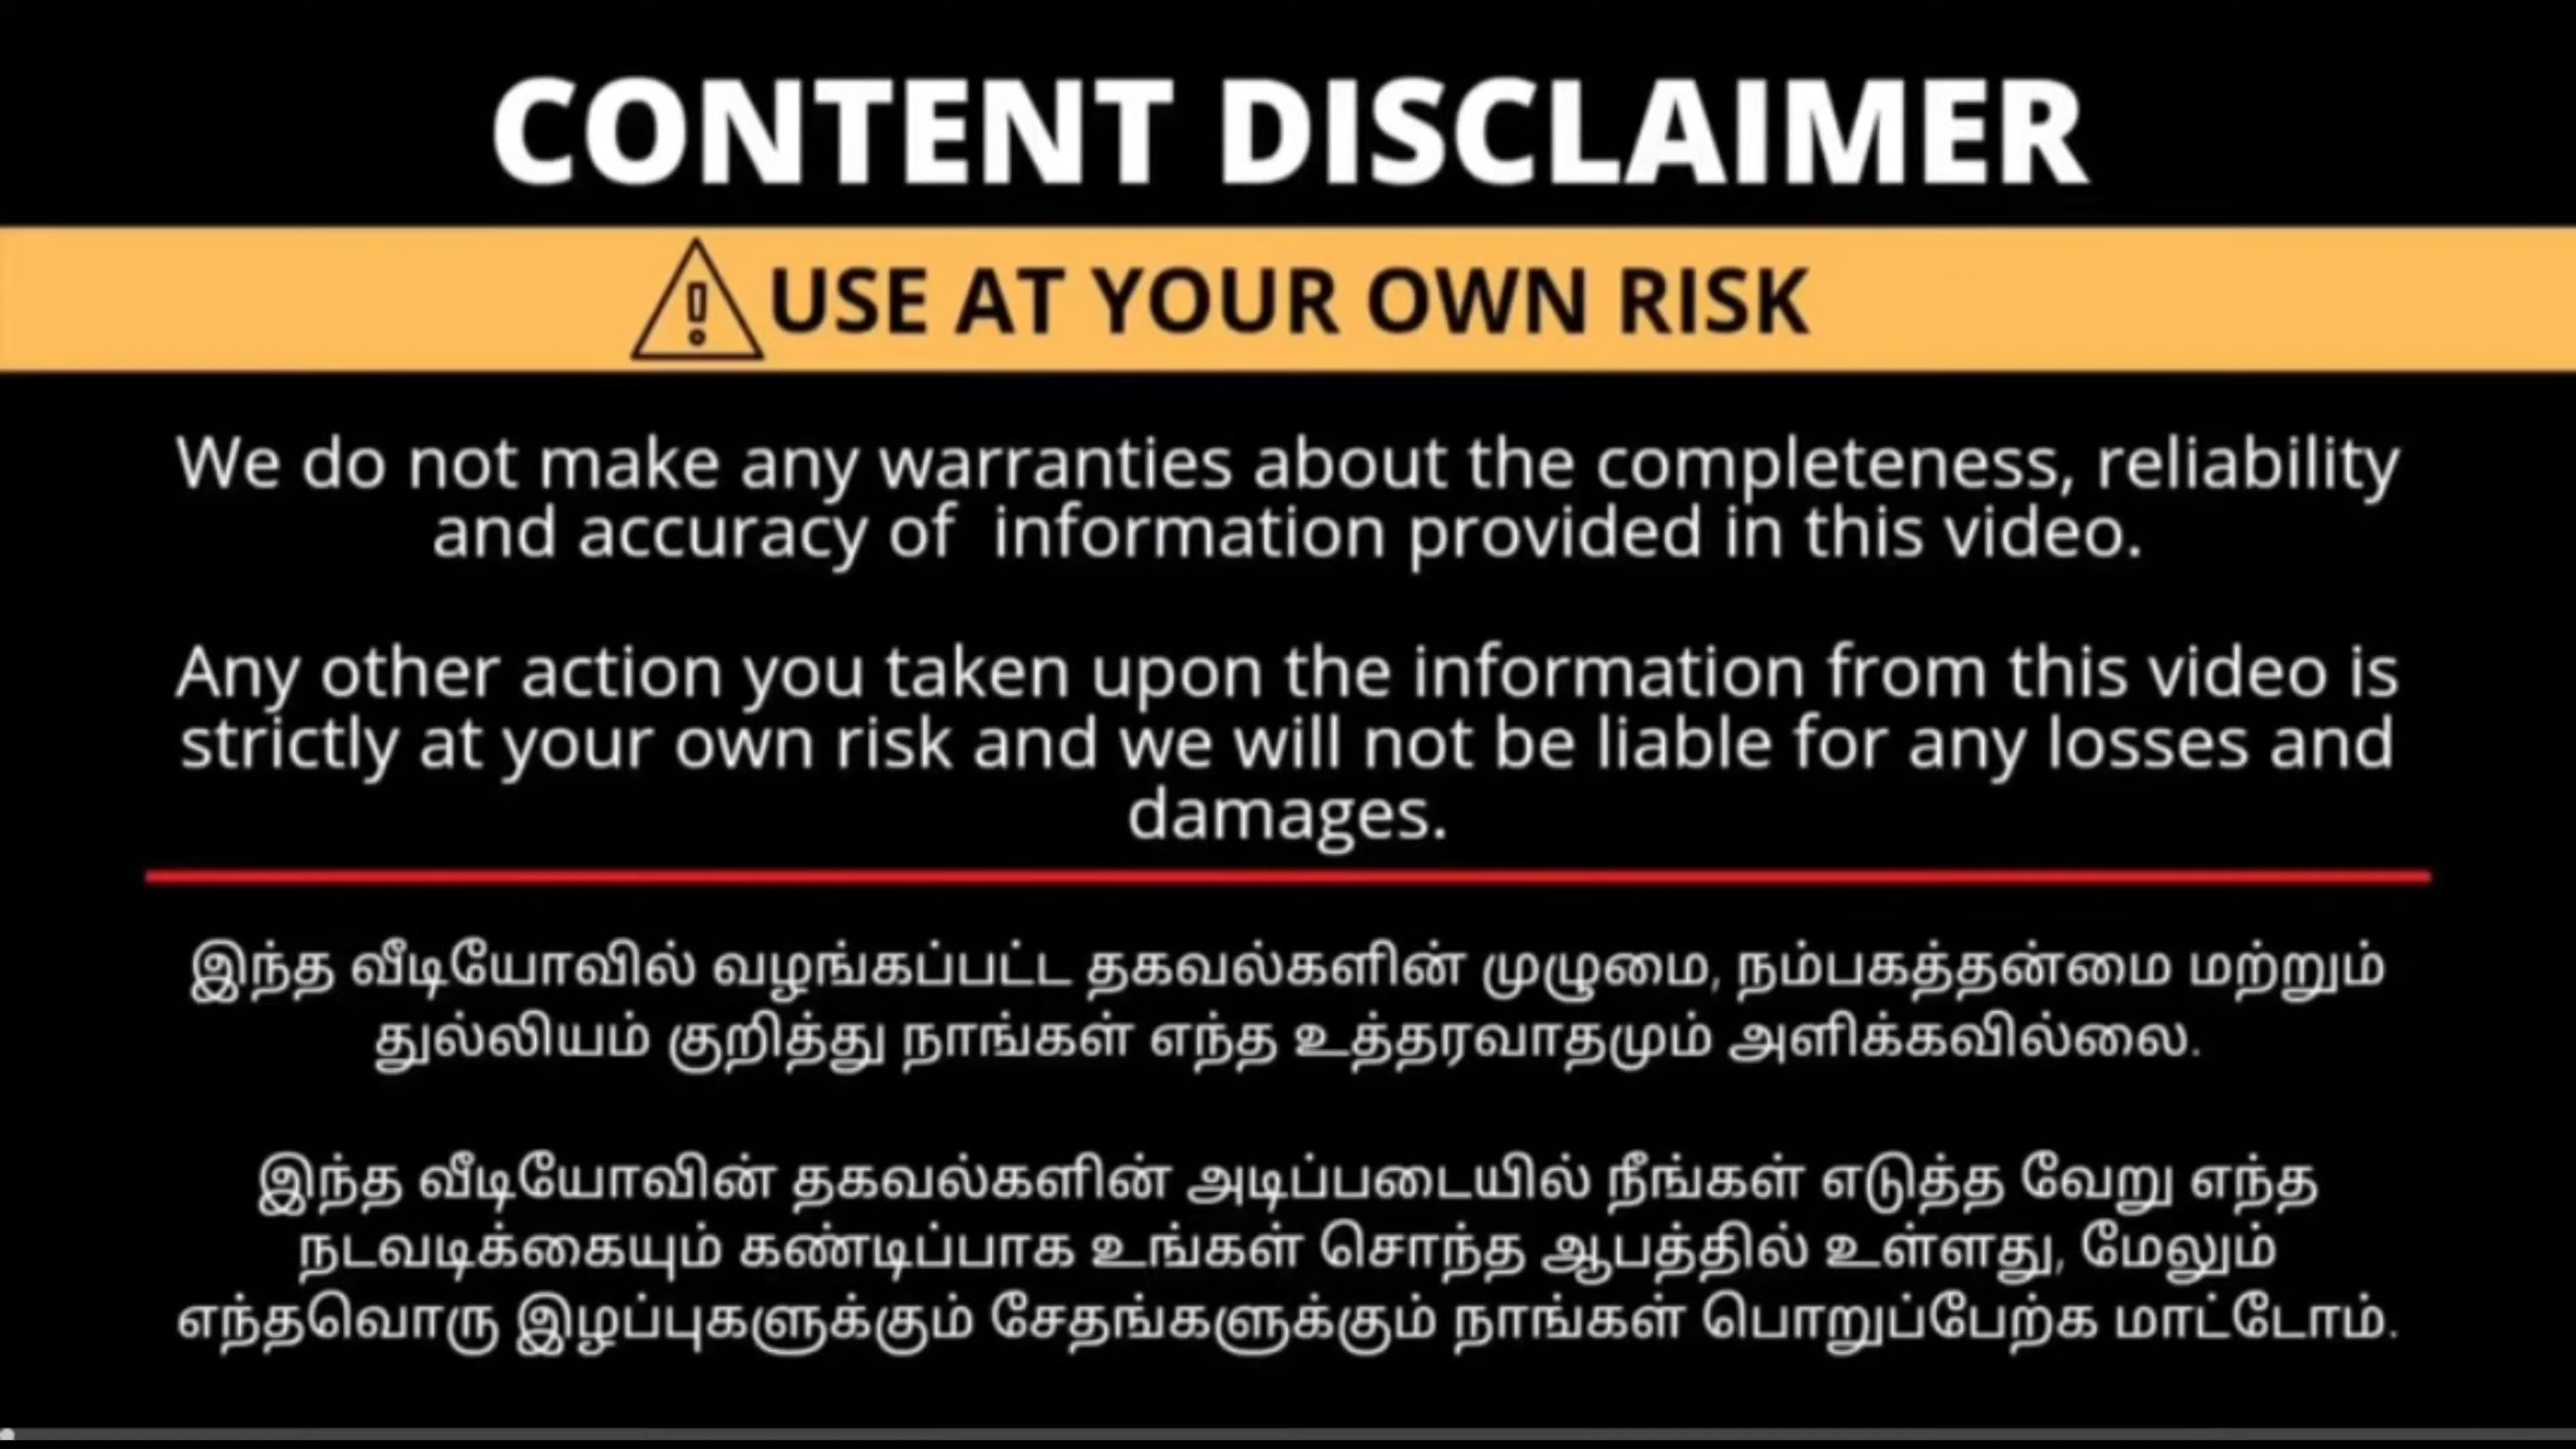 CONTENT DISCLAIMER
USE AT YOUR OWN RISK
We do not make any warranties about the completeness, reliability
and accuracy of  information provided in this video.
Any other action you taken upon the information from this video is
strictly at your own risk and we will not be liable for any losses and
damages.
இந்த வீடியோவில் வழங்கப்பட்ட தகவல்களின் முழுமை, நம்பகத்தன்மை மற்றும்
துல்லியம் குறித்து நாங்கள் எந்த உத்தரவாதமும் அளிக்கவில்லை.
இந்த வீடியோவின் தகவல்களின் அடிப்படையில் நீங்கள் எடுத்த வேறு எந்த
நடவடிக்கையும் கண்டிப்பாக உங்கள் சொந்த ஆபத்தில் உள்ளது, மேலும்
எந்தவொரு இழப்புகளுக்கும் சேதங்களுக்கும் நாங்கள் பொறுப்பேற்க மாட்டோம்.